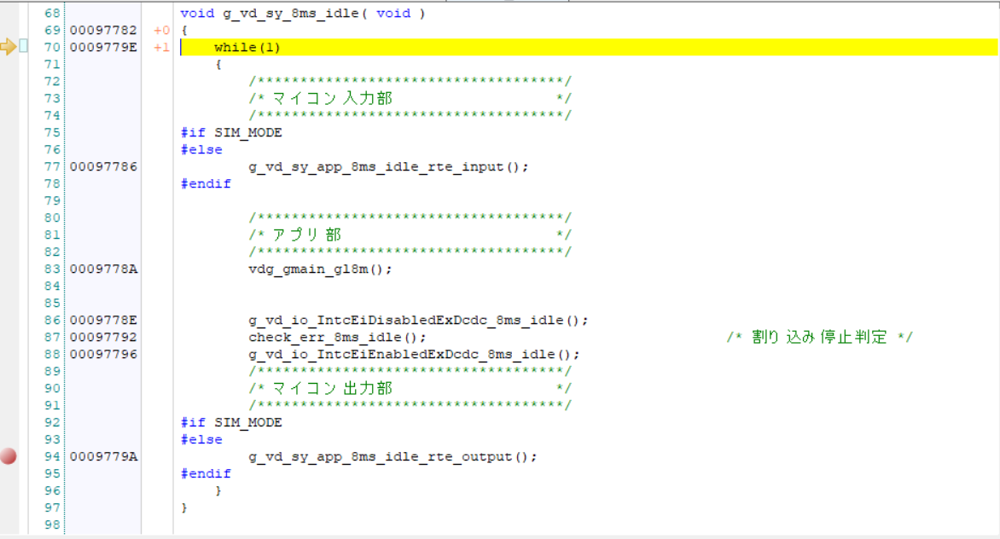 68 void g_vd_sy_8ms_idle( void )
69 00097782 +0 {
70 0009779E +1     while(1)
71     {
72         /************************************/
73         /* マイコン入力部                    */
74         /************************************/
75 #if SIM_MODE
76 #else
77 00097786         g_vd_sy_app_8ms_idle_rte_input();
78 #endif
79
80         /************************************/
81         /* アプリ部                          */
82         /************************************/
83 0009778A         vdg_gmain_gl8m();
84
85
86 0009778E         g_vd_io_IntcEiDisabledExDcdc_8ms_idle();
87 00097792         check_err_8ms_idle();                                    /* 割り込み停止判定 */
88 00097796         g_vd_io_IntcEiEnabledExDcdc_8ms_idle();
89         /************************************/
90         /* マイコン出力部                    */
91         /************************************/
92 #if SIM_MODE
93 #else
94 0009779A         g_vd_sy_app_8ms_idle_rte_output();
95 #endif
96     }
97 }
98